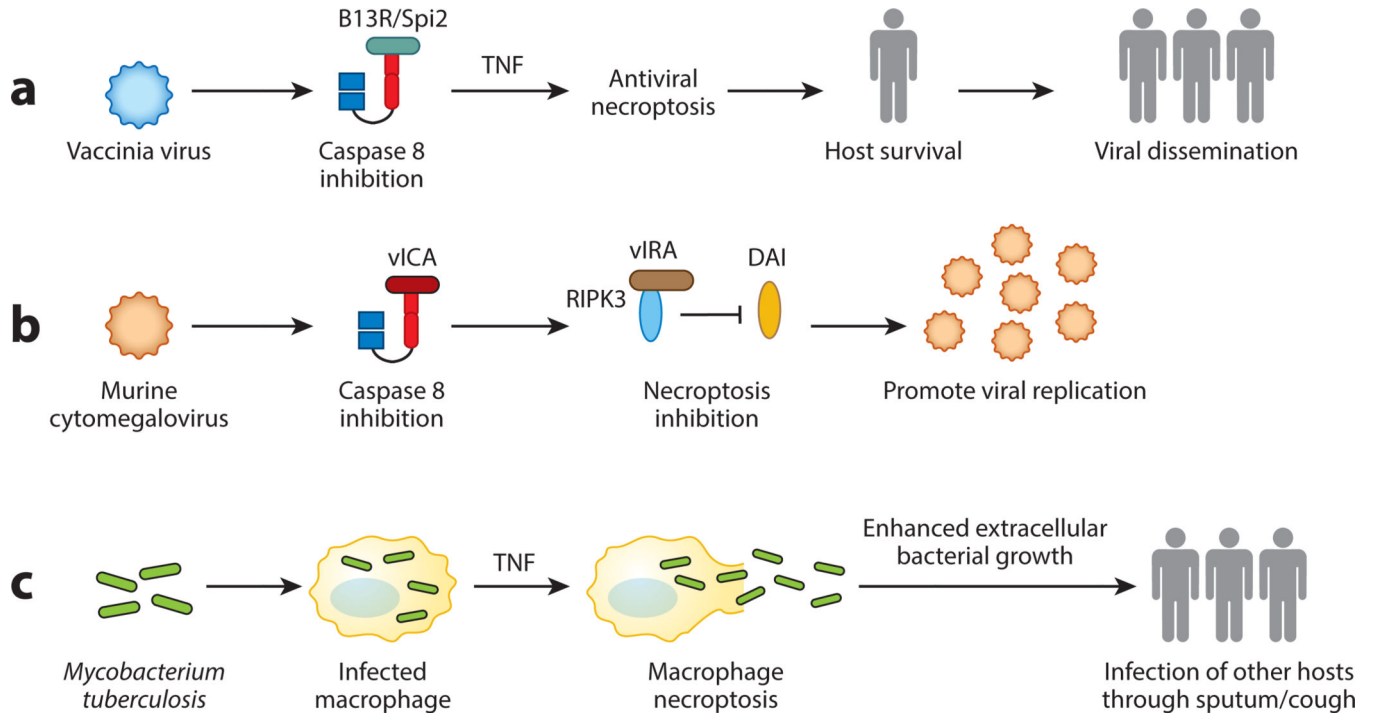 a
B13R/Spi2
TNF
Vaccinia virus
Caspase 8
inhibition
Antiviral
necroptosis
Host survival
Viral dissemination
b
vICA
vIRA
RIPK3
DAI
Murine
cytomegalovirus
Caspase 8
inhibition
Necroptosis
inhibition
Promote viral replication
c
TNF
Enhanced extracellular
bacterial growth
Mycobacterium
tuberculosis
Infected
macrophage
Macrophage
necroptosis
Infection of other hosts
through sputum/cough